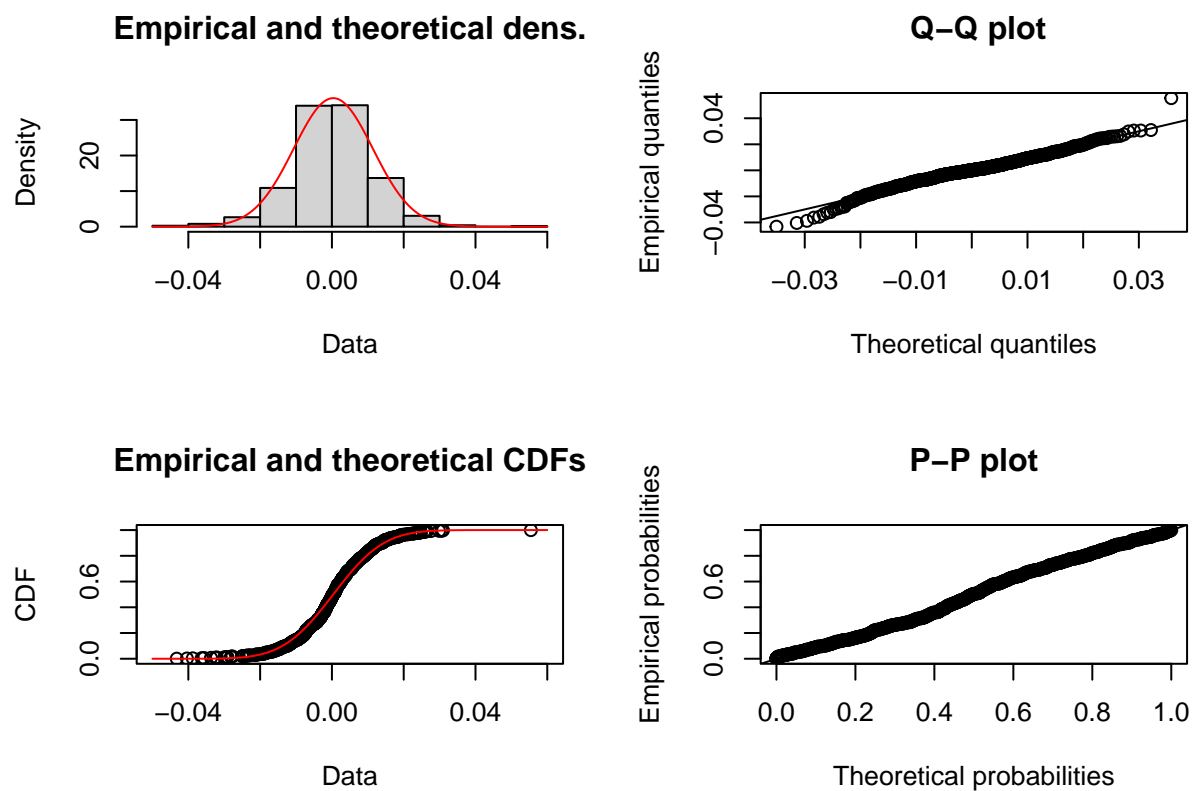 Empirical and theoretical dens.
Density
0
20
−0.04
0.00
0.04
Data
Q−Q plot
Empirical quantiles
−0.04
0.04
−0.03
−0.01
0.01
0.03
Theoretical quantiles
Empirical and theoretical CDFs
CDF
0.0
0.6
−0.04
0.00
0.04
Data
P−P plot
Empirical probabilities
0.0
0.6
0.0
0.2
0.4
0.6
0.8
1.0
Theoretical probabilities